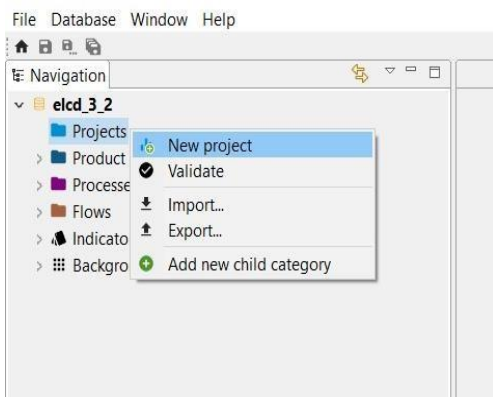 File Database Window Help
Navigation
elcd_3_2
Projects
New project
Product
Validate
Processe
Import...
Flows
Export...
Indicato
Backgro
Add new child category